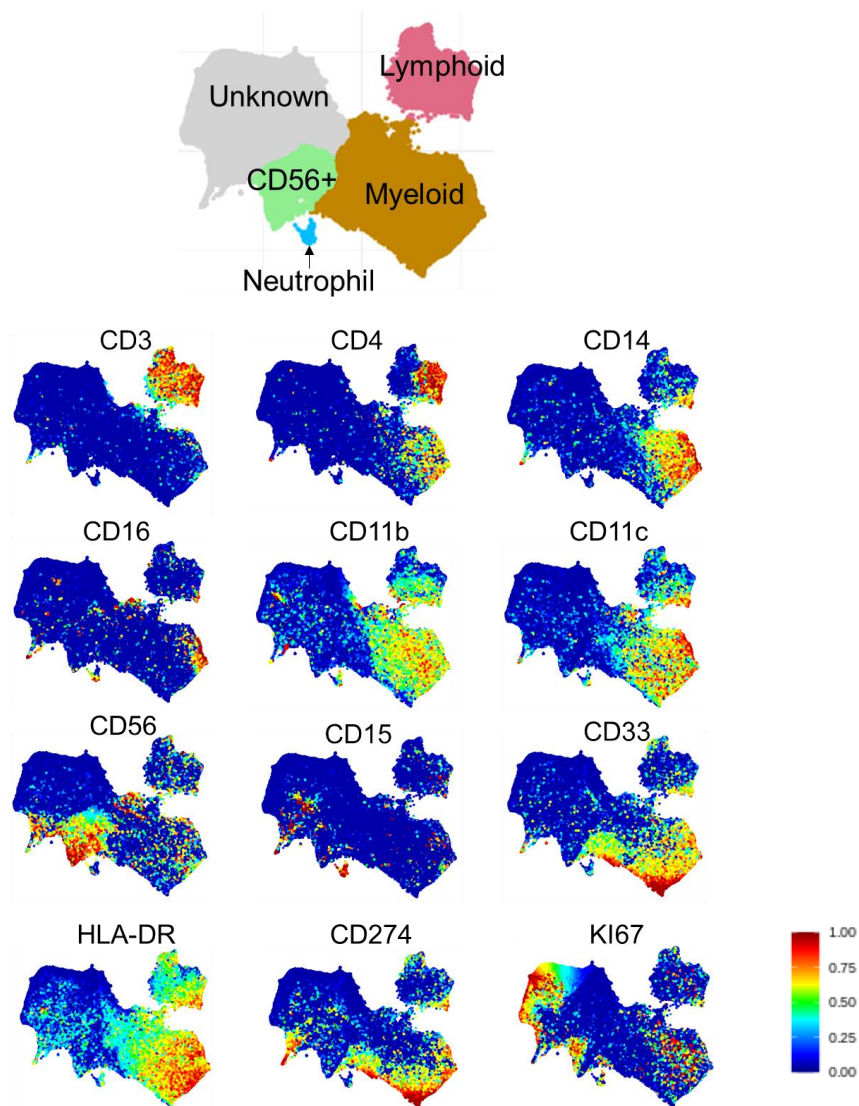 Lymphoid
Unknown
CD56+
Myeloid
Neutrophil
CD3
CD4
CD14
CD16
CD11b
CD11c
CD56
CD15
CD33
HLA-DR
CD274
KI67
1.00
0.75
0.50
0.25
0.00